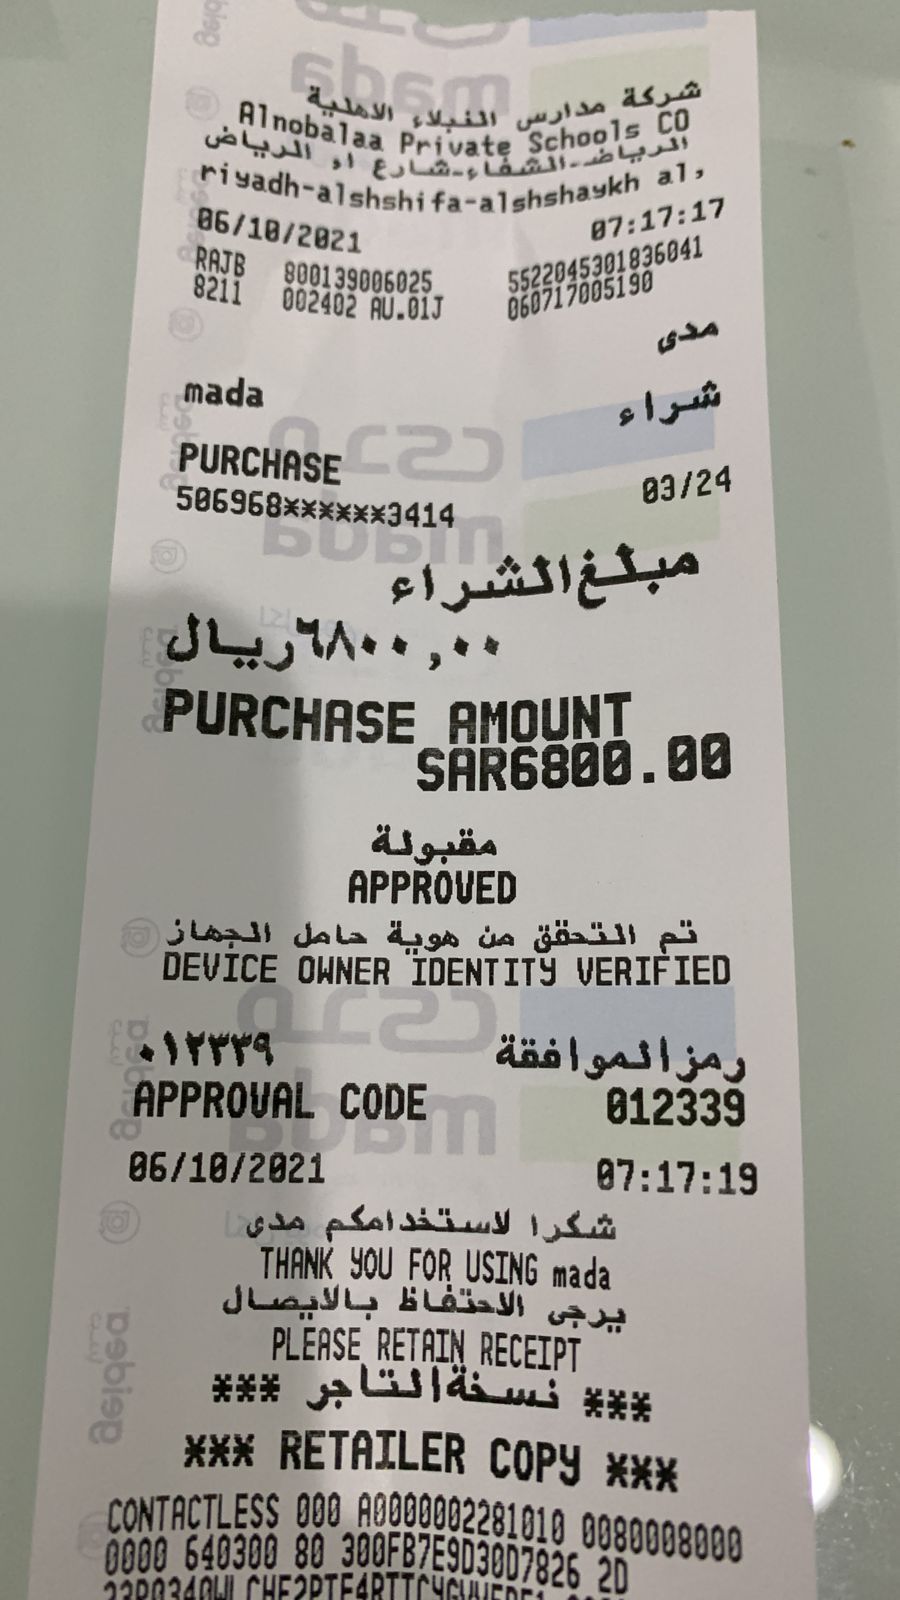 شركة مدارس النبلاء الاهلية
Alnobalaa Private Schools CO
الرياض-الشفاء-شارع او الرياض
riyadh-alshshifa-alshshaykh al,
06/10/2021 07:17:17
RAJB 800139006025 5522045301836041
8211 002402 AU.01J 060717005190
مدى
mada
شراء
PURCHASE
506968******3414 03/24
مبلغ الشراء
٦٨٠٠,٠٠ ريال
PURCHASE AMOUNT
SAR6800.00
مقبولة
APPROVED
تم التحقق من هوية حامل الجهاز
DEVICE OWNER IDENTITY VERIFIED
رمز الموافقة ٠١٢٣٣٩
APPROVAL CODE 012339
06/10/2021 07:17:19
شكرا لاستخدامكم مدى
THANK YOU FOR USING mada
يرجى الاحتفاظ بالايصال
PLEASE RETAIN RECEIPT
*** نسخة التاجر ***
*** RETAILER COPY ***
CONTACTLESS 000 A0000002281010 0080008000
0000 640300 80 300FB7E9D30D7826 2D